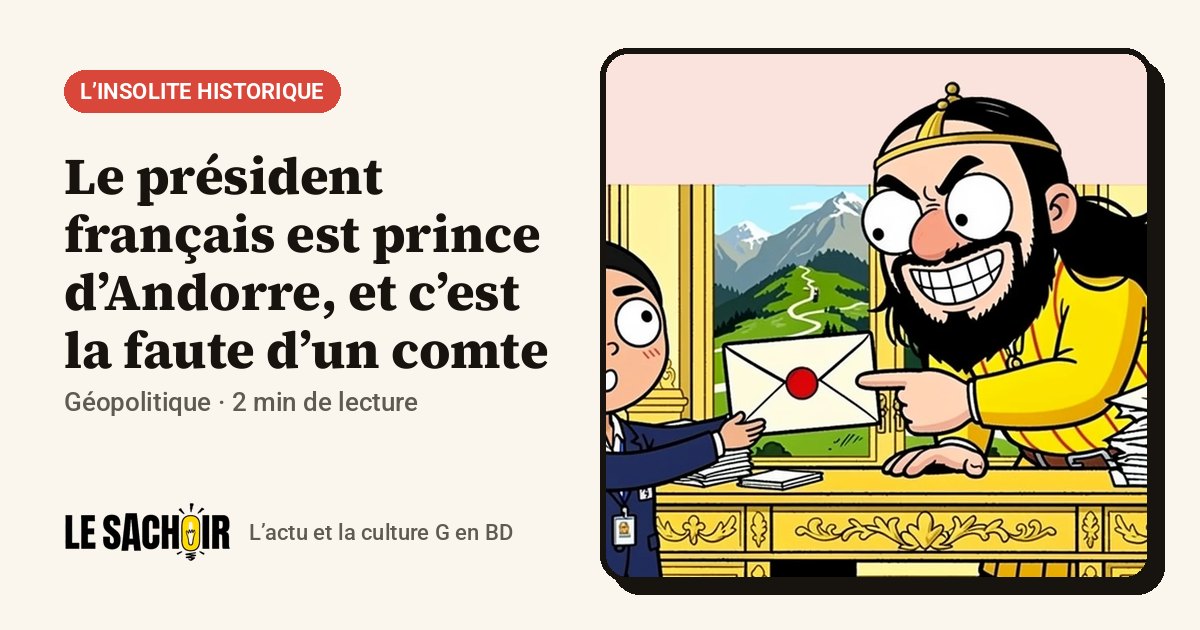 L’INSOLITE HISTORIQUE
Le président
français est prince
d’Andorre, et c’est
la faute d’un comte
Géopolitique · 2 min de lecture
LE SACHOIR
L’actu et la culture G en BD